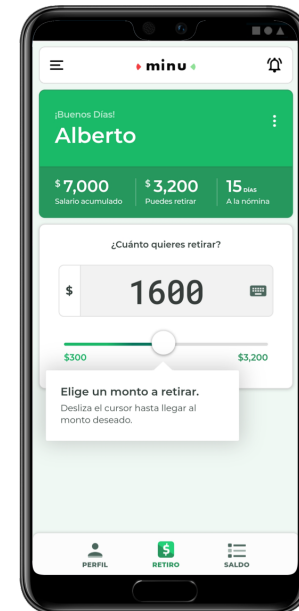 minu
¡Buenos Días!
Alberto
$7,000 $3,200 15 DÍAS
Salario acumulado Puedes retirar A la nómina
¿Cuánto quieres retirar?
$ 1600
$300 $3,200
Elige un monto a retirar.
Desliza el cursor hasta llegar al
monto deseado.
$
PERFIL RETIRO SALDO